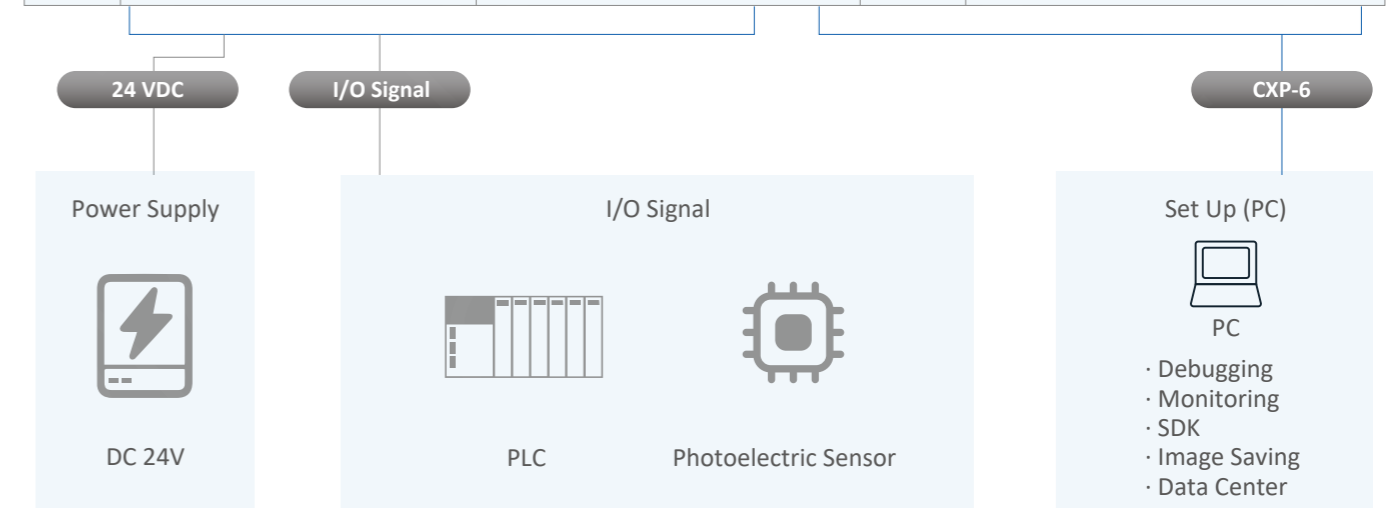 24 VDC
I/O Signal
CXP-6
Power Supply
I/O Signal
Set Up (PC)
PC
· Debugging
· Monitoring
· SDK
· Image Saving
· Data Center
DC 24V
PLC
Photoelectric Sensor